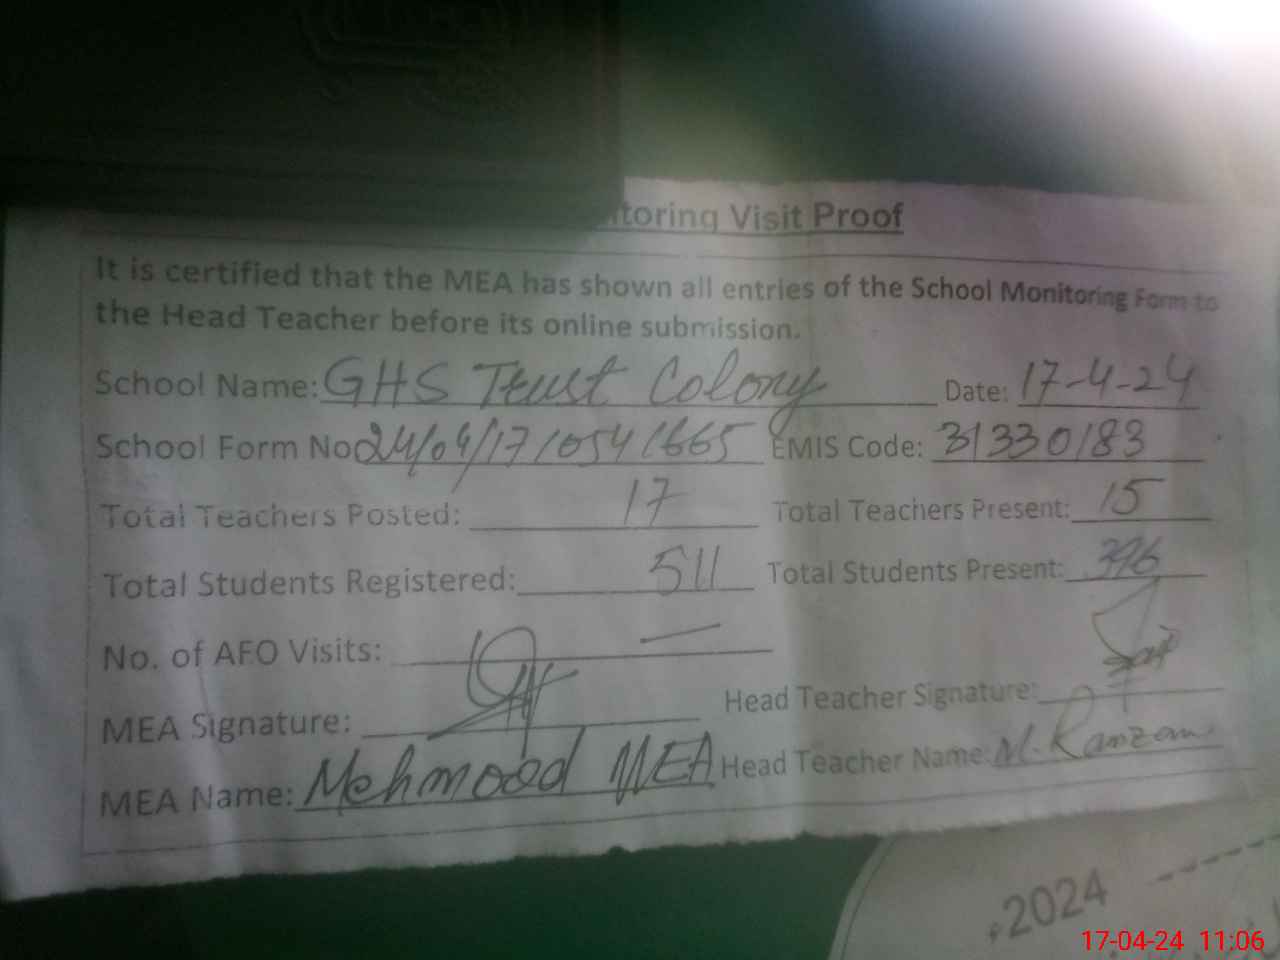 itoring Visit Proof
It is certified that the MEA has shown all entries of the School Monitoring Form to
the Head Teacher before its online submission.
School Name: GHS Trust Colony Date: 17-4-24
School Form No 24/04/17/0541665 EMIS Code: 31330183
Total Teachers Posted: 17 Total Teachers Present: 15
Total Students Registered: 511 Total Students Present: 396
No. of AFO Visits: —
MEA Signature: Head Teacher Signature:
MEA Name: Mehmood MEA Head Teacher Name: M. Ramzan
2024
17-04-24 11:06